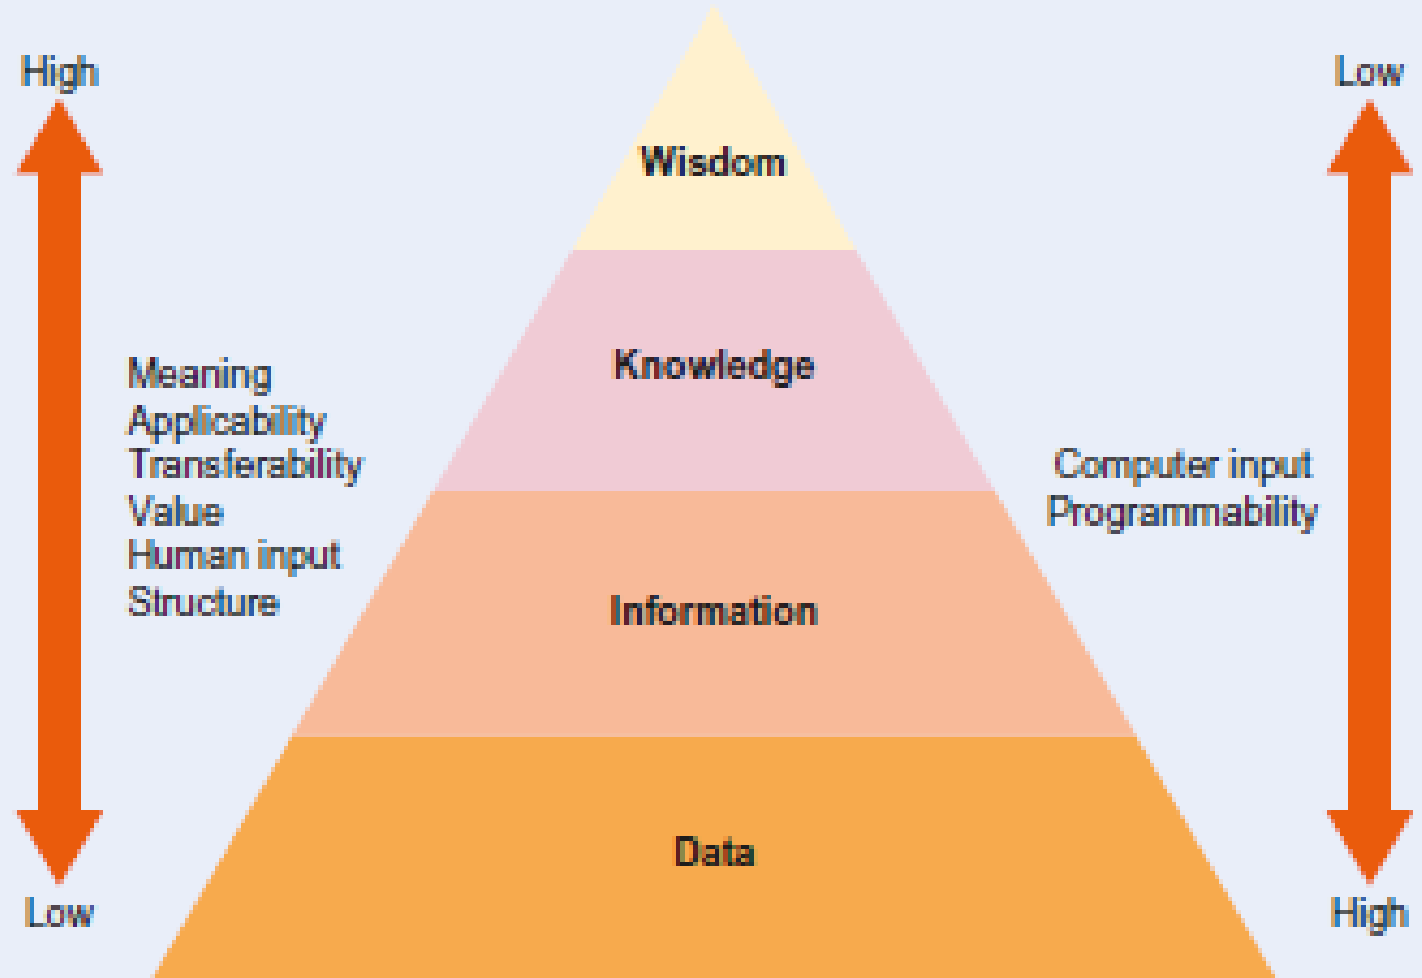 High
Low
Wisdom
Knowledge
Meaning
Applicability
Transferability
Value
Human input
Structure
Computer input
Programmability
Information
Data
Low
High